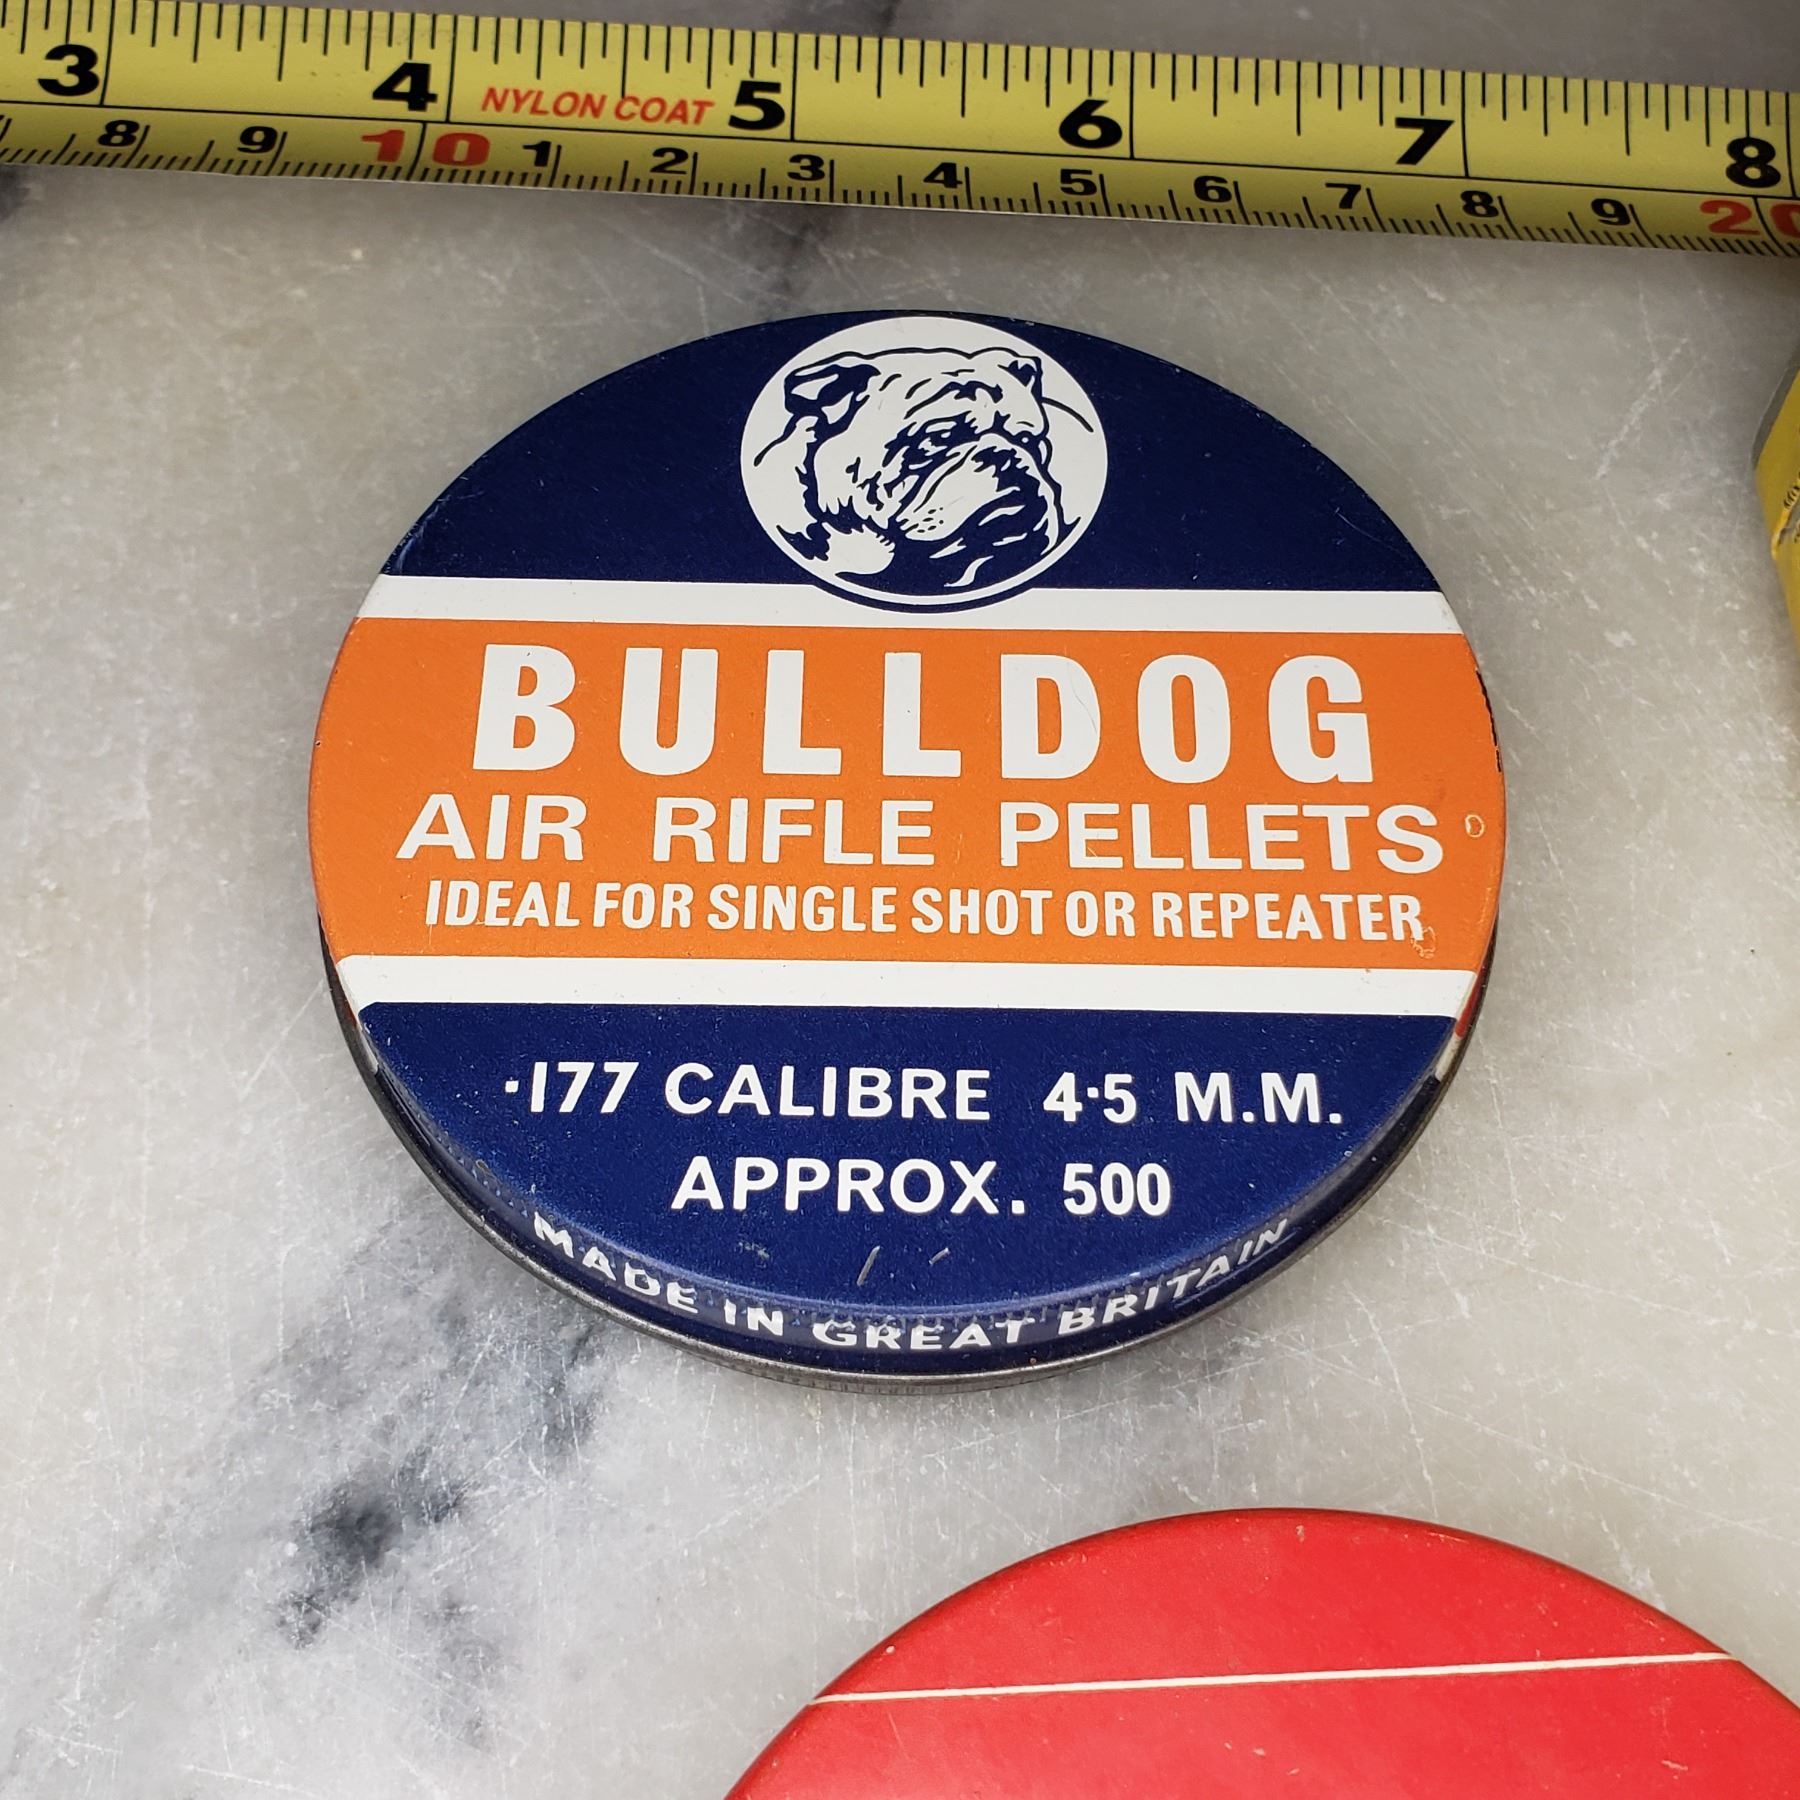 3 4 NYLON COAT 5 6 7 8
8 9 10 1 2 3 4 5 6 7 8 9 20
BULLDOG
AIR RIFLE PELLETS
IDEAL FOR SINGLE SHOT OR REPEATER
·177 CALIBRE 4·5 M.M.
APPROX. 500
MADE IN GREAT BRITAIN